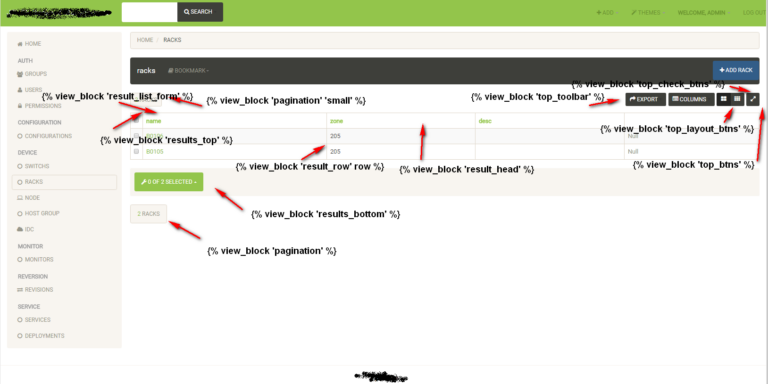 SEARCH
ADD
THEMES
WELCOME, ADMIN
LOG OUT
HOME
AUTH
GROUPS
USERS
PERMISSIONS
CONFIGURATION
CONFIGURATIONS
DEVICE
SWITCHS
RACKS
NODE
HOST GROUP
IDC
MONITOR
MONITORS
REVERSION
REVISIONS
SERVICE
SERVICES
DEPLOYMENTS
HOME / RACKS
racks
BOOKMARK
ADD RACK
{% view_block 'result_list_form' %}
{% view_block 'pagination' 'small" %}
{% view_block 'top_toolbar' %}
{% view_block 'top_check_btns' %}
EXPORT
COLUMNS
name zone desc
{% view_block 'top_layout_btns' %}
205 Null
{% view_block 'results_top' %}
205 Null
{% view_block 'result_row' row %}
{% view_block 'result_head' %}
{% view_block 'top_btns' %}
0 OF 2 SELECTED
{% view_block 'results_bottom' %}
2 RACKS
{% view_block 'pagination' %}